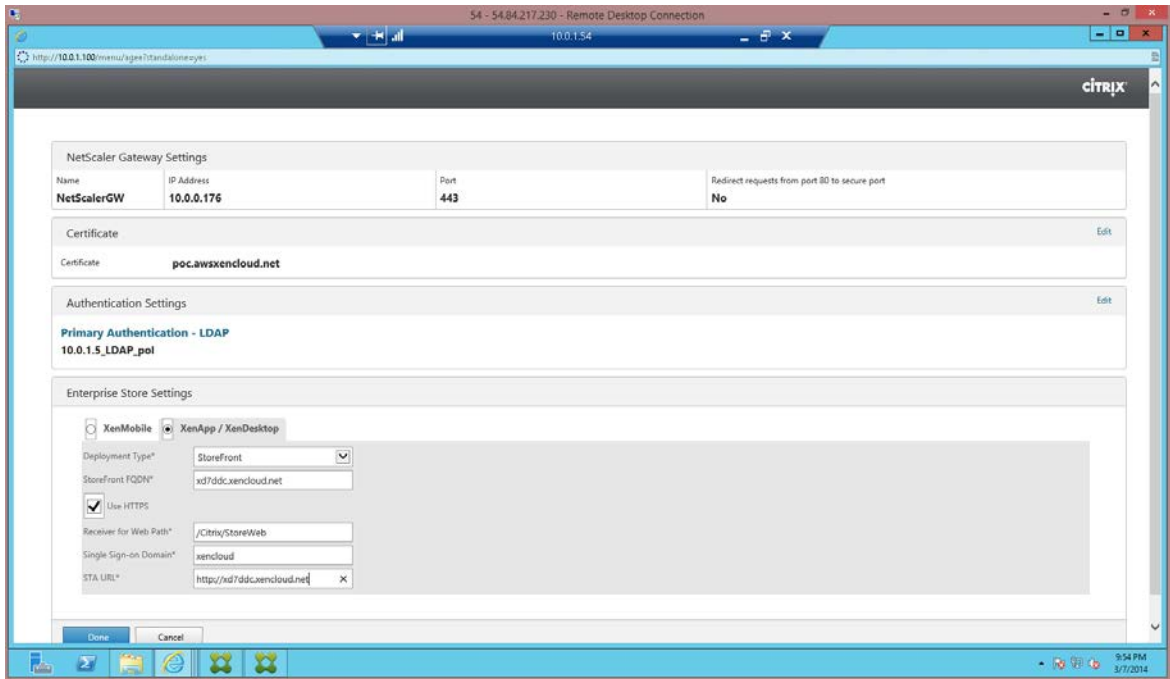 54 - 54.84.217.230 - Remote Desktop Connection
10.0.1.54
http://10.0.1.100/menu/agee?standalone=yes
CİTRIX
NetScaler Gateway Settings
Name IP Address Port Redirect requests from port 80 to secure port
NetScalerGW 10.0.0.176 443 No
Certificate Edit
Certificate poc.awsxencloud.net
Authentication Settings Edit
Primary Authentication - LDAP
10.0.1.5_LDAP_pol
Enterprise Store Settings
XenMobile XenApp / XenDesktop
Deployment Type* StoreFront
StoreFront FQDN* xd7ddc.xencloud.net
Use HTTPS
Receiver for Web Path* /Citrix/StoreWeb
Single Sign-on Domain* xencloud
STA URL* http://xd7ddc.xencloud.net
Done Cancel
9:54 PM
3/7/2014